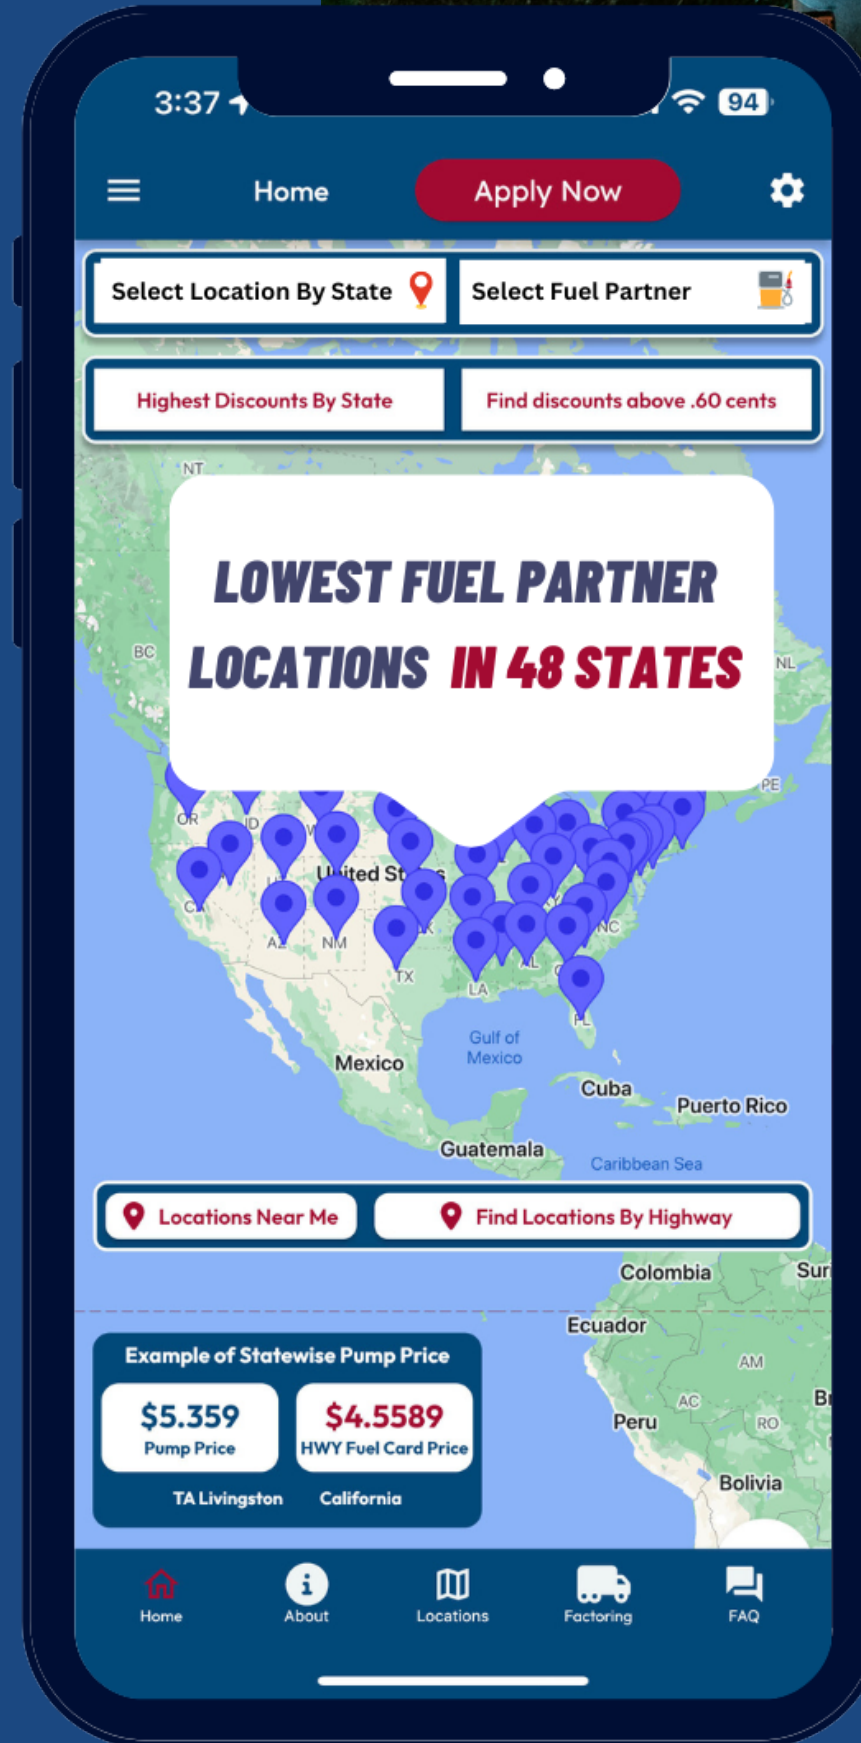 3:37
94
Home
Apply Now
Select Location By State
Select Fuel Partner
Highest Discounts By State
Find discounts above .60 cents
NT
LOWEST FUEL PARTNER
LOCATIONS IN 48 STATES
BC
NL
PE
OR
ID
United St
s
AZ
NM
TX
LA
AL
NC
FL
Gulf of
Mexico
Mexico
Cuba
Puerto Rico
Guatemala
Caribbean Sea
Locations Near Me
Find Locations By Highway
Colombia
Suri
Ecuador
AM
AC
Peru
RO
Bolivia
Example of Statewise Pump Price
$5.359
$4.5589
Pump Price
HWY Fuel Card Price
TA Livingston
California
Home
About
Locations
Factoring
FAQ